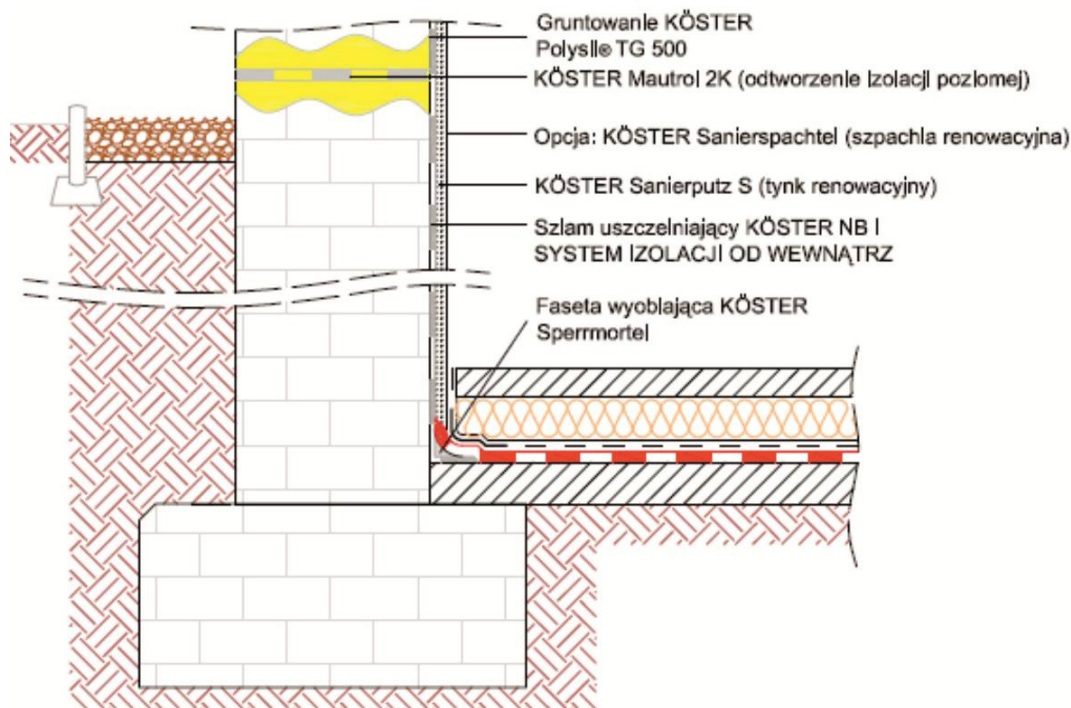 Gruntowanie KÖSTER
Polysil® TG 500
KÖSTER Mautrol 2K (odtworzenie izolacji poziomej)
Opcja: KÖSTER Sanierspachtel (szpachla renowacyjna)
KÖSTER Sanierputz S (tynk renowacyjny)
Szlam uszczelniający KÖSTER NB I
SYSTEM IZOLACJI OD WEWNĄTRZ
Faseta wyoblająca KÖSTER
Sperrmortel